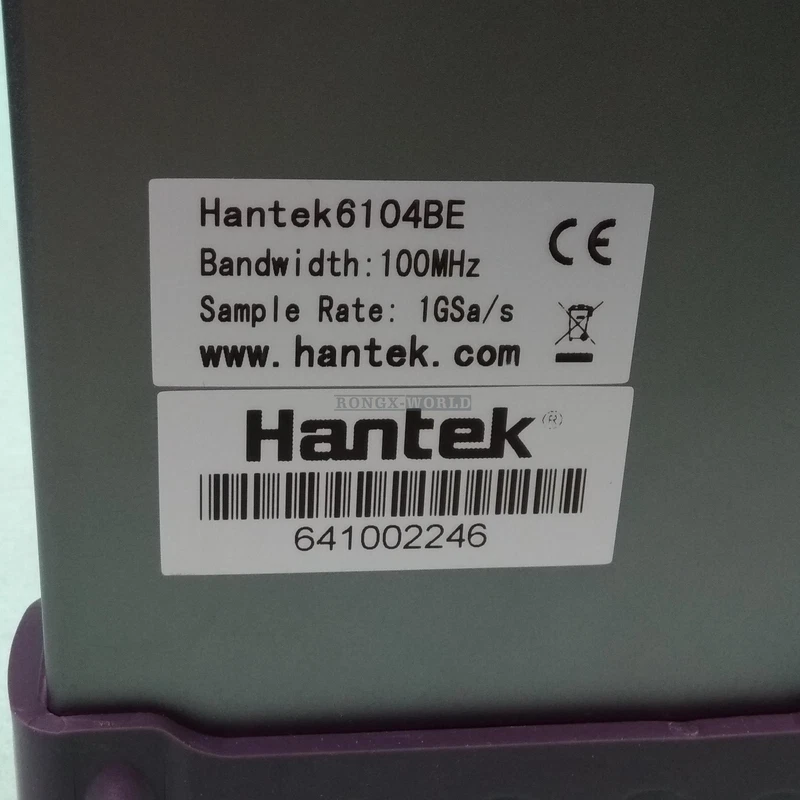 Hantek6104BE
Bandwidth:100MHz
Sample Rate: 1GSa/s
www.hantek.com
CE
RONGX-WORLD
Hantek®
641002246